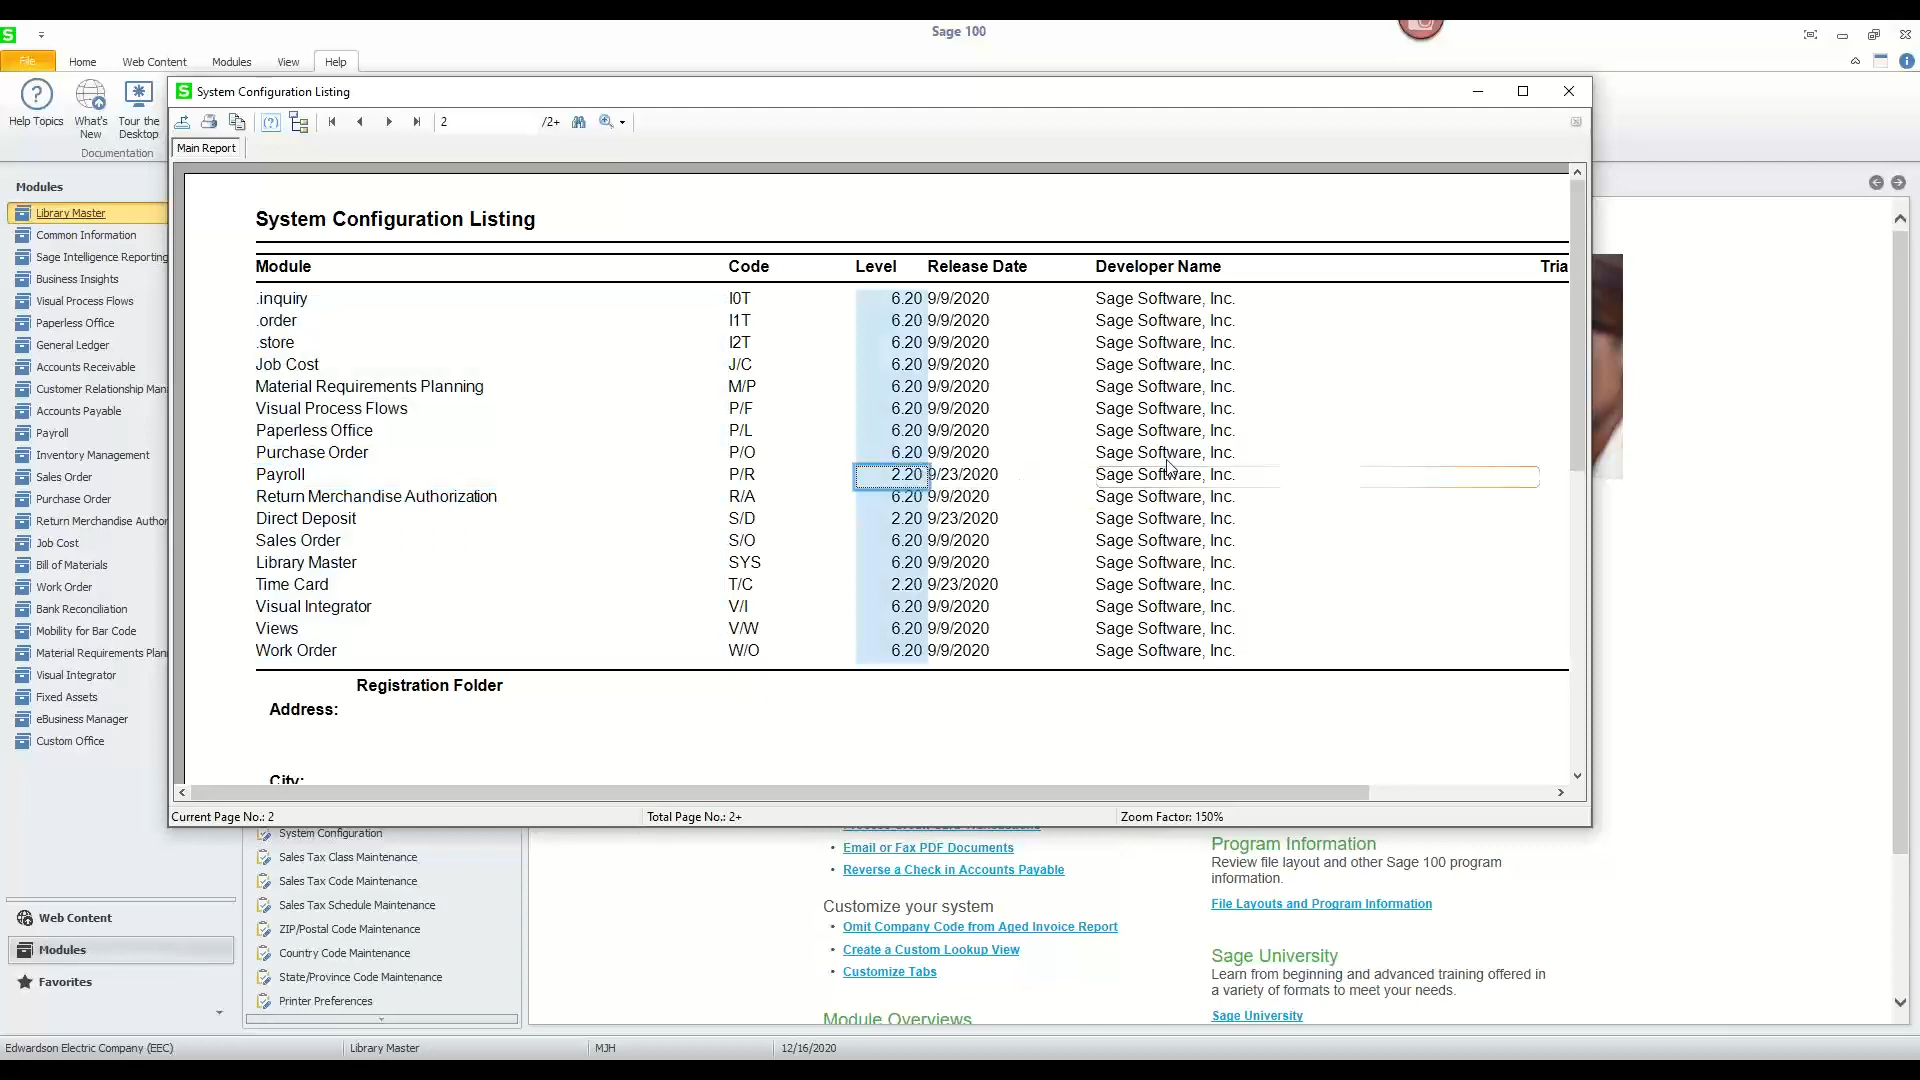 Sage 100
File Home Web Content Modules View Help
Help Topics
What's New
Tour the Desktop
Documentation
Modules
Library Master
Common Information
Sage Intelligence Reporting
Business Insights
Visual Process Flows
Paperless Office
General Ledger
Accounts Receivable
Customer Relationship Man
Accounts Payable
Payroll
Inventory Management
Sales Order
Purchase Order
Return Merchandise Author
Job Cost
Bill of Materials
Work Order
Bank Reconciliation
Mobility for Bar Code
Material Requirements Plan
Visual Integrator
Fixed Assets
eBusiness Manager
Custom Office
Web Content
Modules
Favorites
System Configuration Listing
2 /2+
Main Report
System Configuration Listing
Module Code Level Release Date Developer Name Tria
.inquiry I0T 6.20 9/9/2020 Sage Software, Inc.
.order I1T 6.20 9/9/2020 Sage Software, Inc.
.store I2T 6.20 9/9/2020 Sage Software, Inc.
Job Cost J/C 6.20 9/9/2020 Sage Software, Inc.
Material Requirements Planning M/P 6.20 9/9/2020 Sage Software, Inc.
Visual Process Flows P/F 6.20 9/9/2020 Sage Software, Inc.
Paperless Office P/L 6.20 9/9/2020 Sage Software, Inc.
Purchase Order P/O 6.20 9/9/2020 Sage Software, Inc.
Payroll P/R 2.20 9/23/2020 Sage Software, Inc.
Return Merchandise Authorization R/A 6.20 9/9/2020 Sage Software, Inc.
Direct Deposit S/D 2.20 9/23/2020 Sage Software, Inc.
Sales Order S/O 6.20 9/9/2020 Sage Software, Inc.
Library Master SYS 6.20 9/9/2020 Sage Software, Inc.
Time Card T/C 2.20 9/23/2020 Sage Software, Inc.
Visual Integrator V/I 6.20 9/9/2020 Sage Software, Inc.
Views V/W 6.20 9/9/2020 Sage Software, Inc.
Work Order W/O 6.20 9/9/2020 Sage Software, Inc.
Registration Folder
Address:
City:
Current Page No.: 2 Total Page No.: 2+ Zoom Factor: 150%
System Configuration
Sales Tax Class Maintenance
Sales Tax Code Maintenance
Sales Tax Schedule Maintenance
ZIP/Postal Code Maintenance
Country Code Maintenance
State/Province Code Maintenance
Printer Preferences
Process Credit Card Transactions
• Email or Fax PDF Documents
• Reverse a Check in Accounts Payable
Customize your system
• Omit Company Code from Aged Invoice Report
• Create a Custom Lookup View
• Customize Tabs
Module Overviews
Program Information
Review file layout and other Sage 100 program
information.
File Layouts and Program Information
Sage University
Learn from beginning and advanced training offered in
a variety of formats to meet your needs.
Sage University
Edwardson Electric Company (EEC) Library Master MJH 12/16/2020